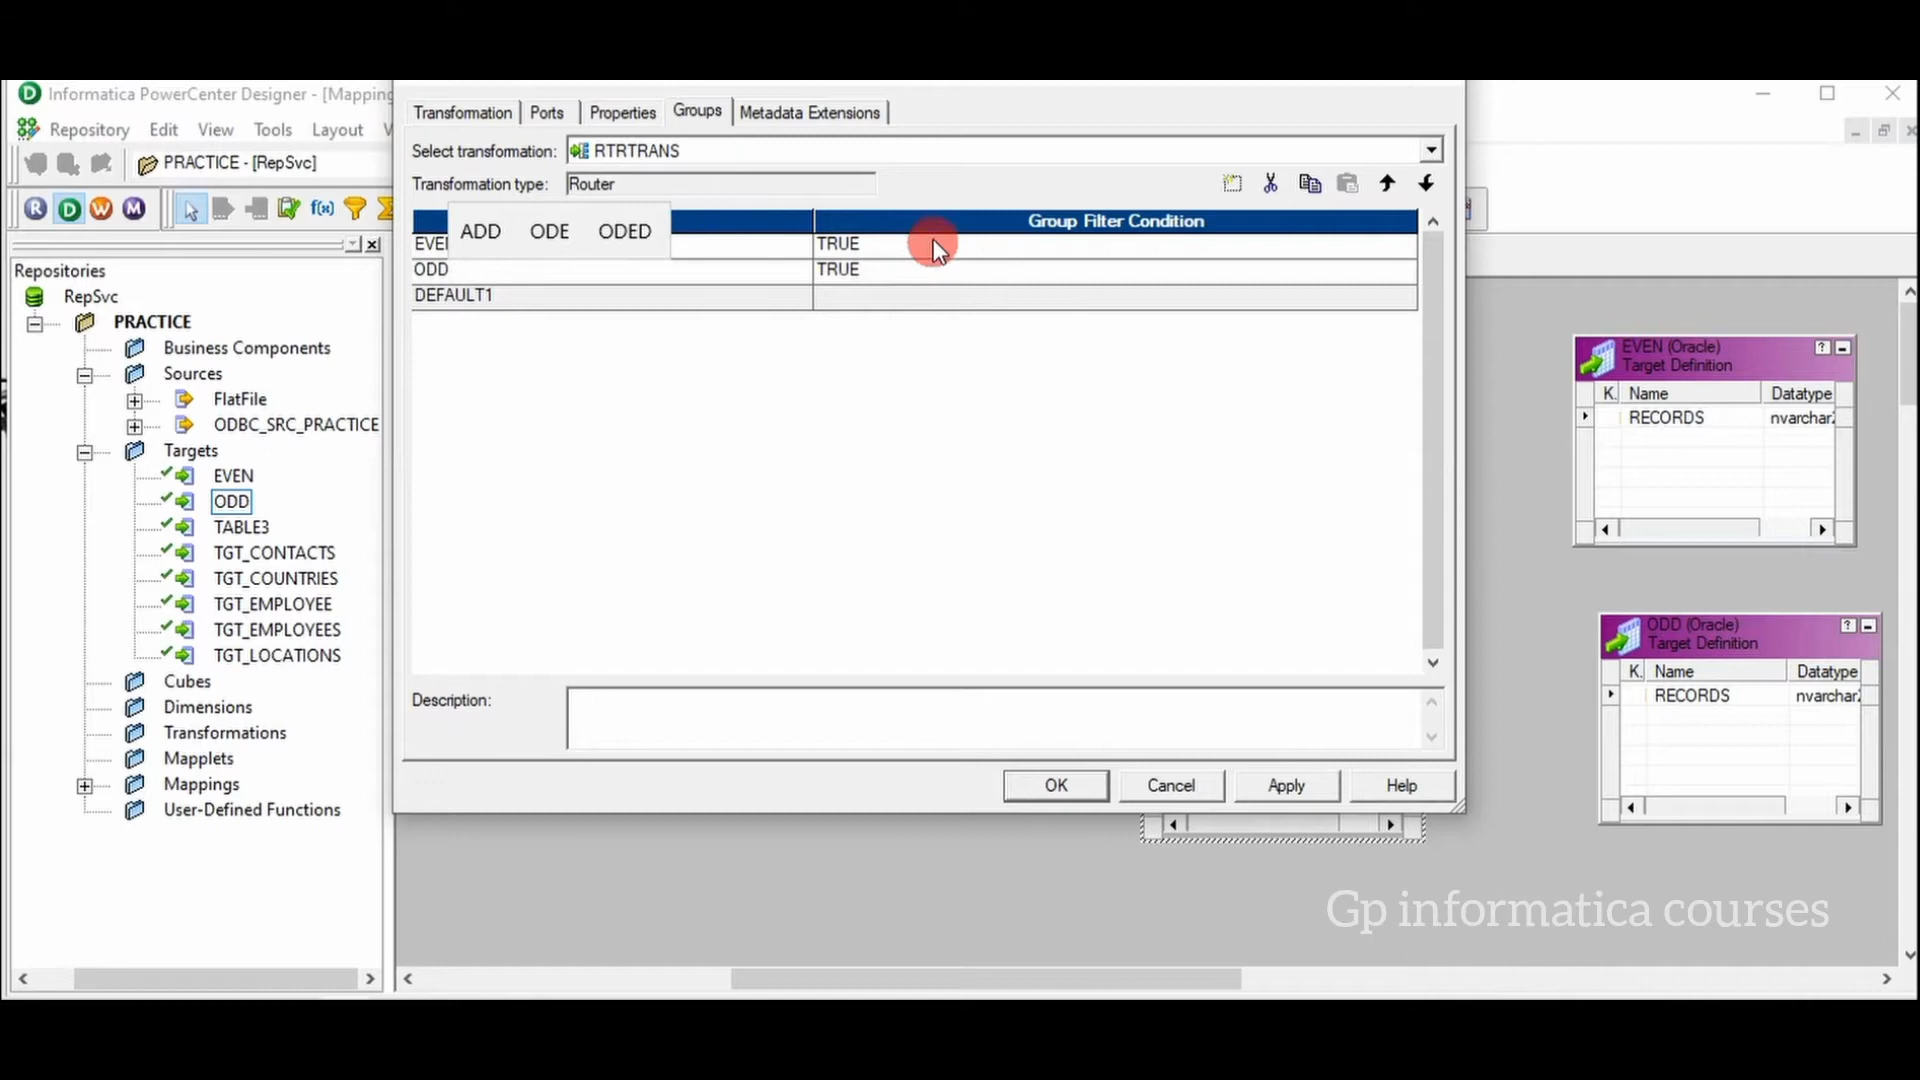 Informatica PowerCenter Designer - [Mapping
Repository Edit View Tools Layout V
PRACTICE - [RepSvc]
R D W M f(x) Σ
Repositories
RepSvc
PRACTICE
Business Components
Sources
FlatFile
ODBC_SRC_PRACTICE
Targets
EVEN
ODD
TABLE3
TGT_CONTACTS
TGT_COUNTRIES
TGT_EMPLOYEE
TGT_EMPLOYEES
TGT_LOCATIONS
Cubes
Dimensions
Transformations
Mapplets
Mappings
User-Defined Functions
Transformation Ports Properties Groups Metadata Extensions
Select transformation: RTRTRANS
Transformation type: Router
Group Filter Condition
ADD ODE ODED
EVE TRUE
ODD TRUE
DEFAULT1
Description:
OK Cancel Apply Help
EVEN (Oracle)
Target Definition
K. Name Datatype
RECORDS nvarchar
ODD (Oracle)
Target Definition
K. Name Datatype
RECORDS nvarchar
Gp informatica courses